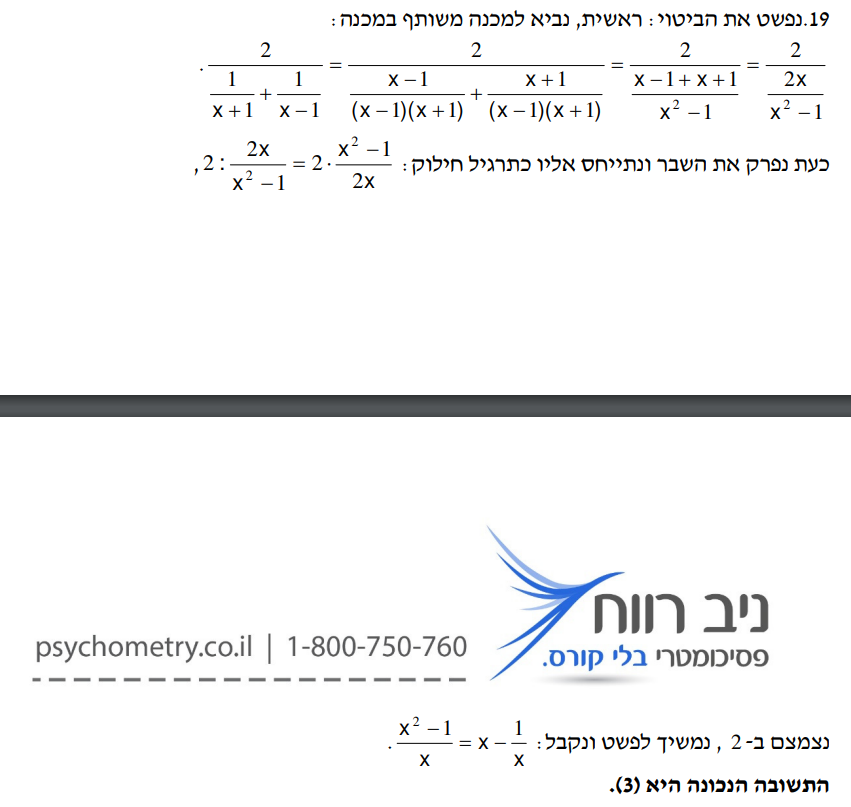 19.נפשט את הביטוי: ראשית, נביא למכנה משותף במכנה:
\frac{2}{\frac{1}{x+1}+\frac{1}{x-1}} = \frac{2}{\frac{x-1}{(x-1)(x+1)}+\frac{x+1}{(x-1)(x+1)}} = \frac{2}{\frac{x-1+x+1}{x^2-1}} = \frac{2}{\frac{2x}{x^2-1}} .
כעת נפרק את השבר ונתייחס אליו כתרגיל חילוק: 2:\frac{2x}{x^2-1} = 2\cdot\frac{x^2-1}{2x} ,
ניב רווח
פסיכומטרי בלי קורס.
psychometry.co.il | 1-800-750-760
נצמצם ב-2 , נמשיך לפשט ונקבל: \frac{x^2-1}{x} = x-\frac{1}{x} .
התשובה הנכונה היא (3).